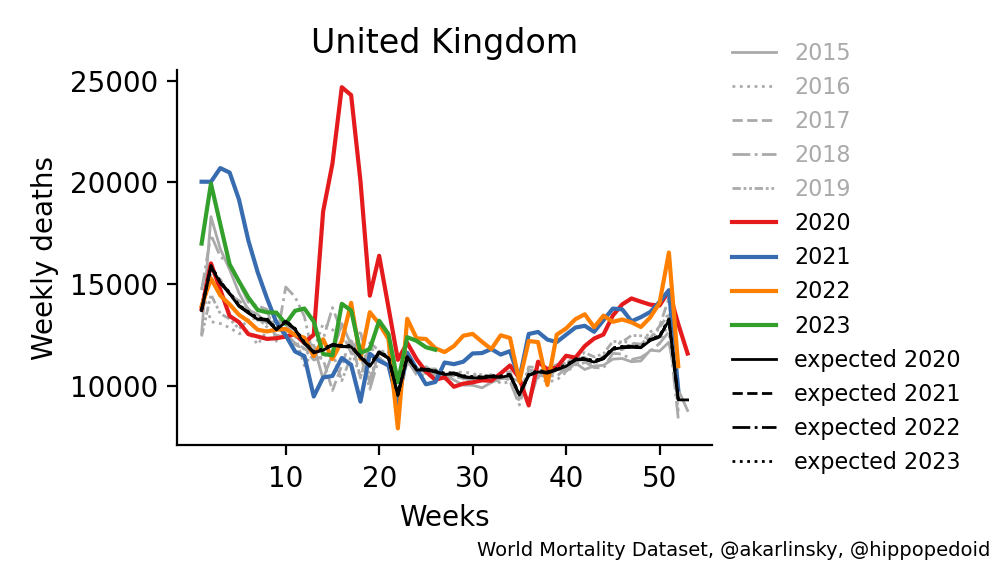 United Kingdom
Weekly deaths
25000
20000
15000
10000
10 20 30 40 50
Weeks
2015
2016
2017
2018
2019
2020
2021
2022
2023
expected 2020
expected 2021
expected 2022
expected 2023
World Mortality Dataset, @akarlinsky, @hippopedoid